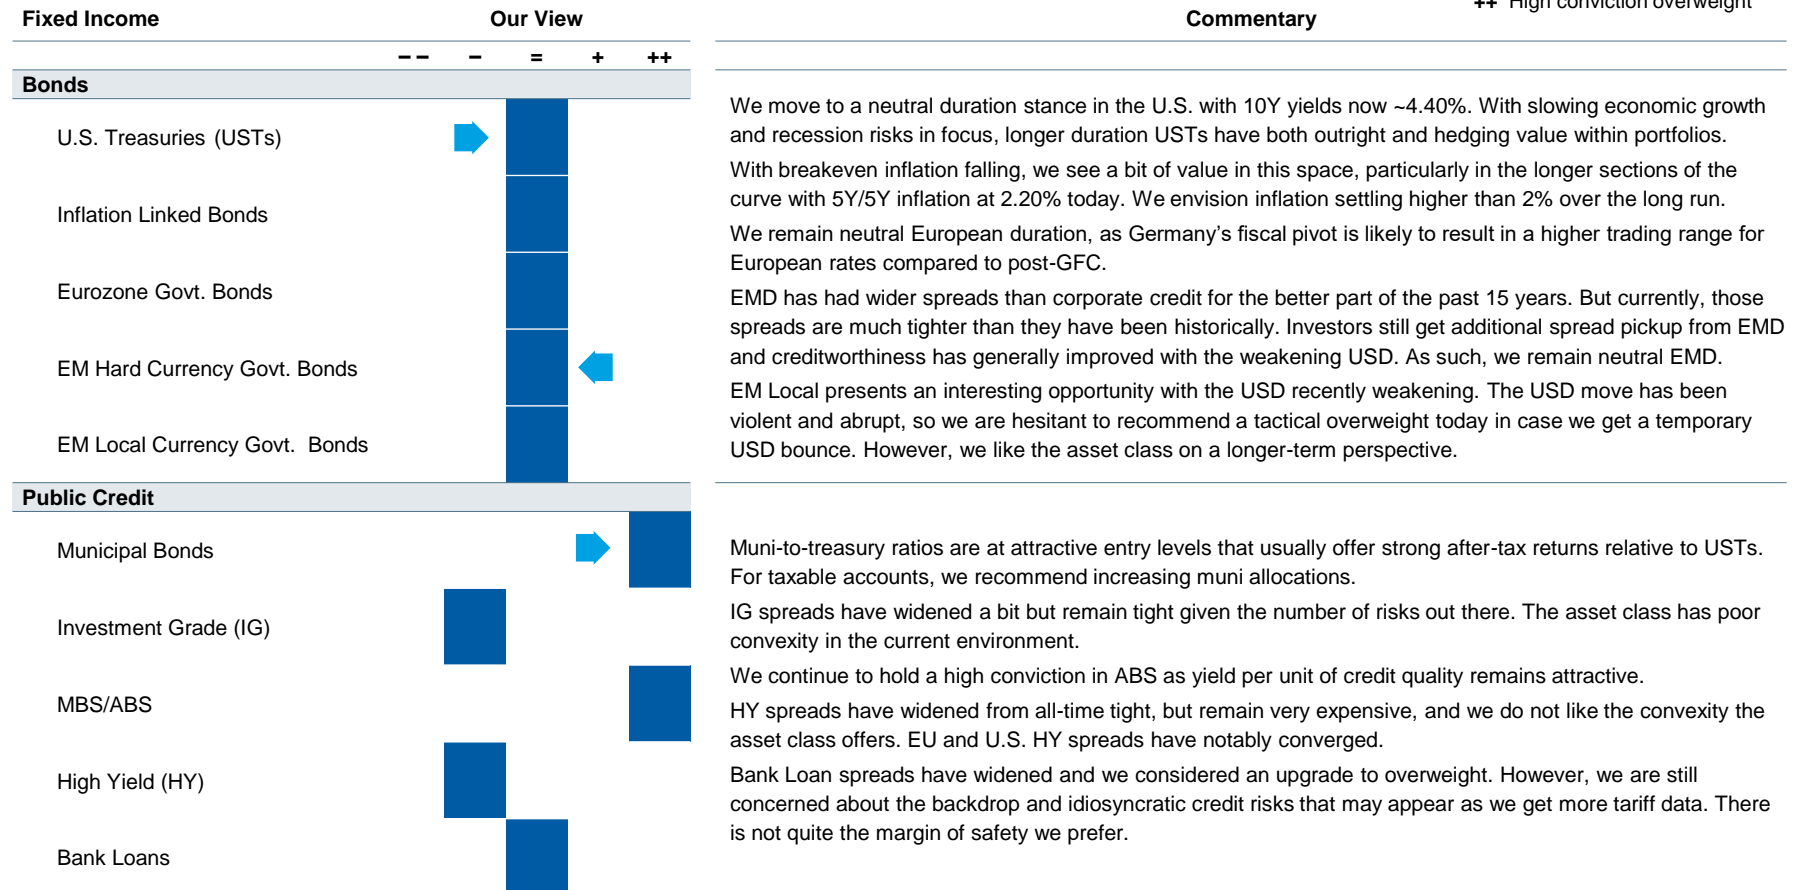 ++ High conviction overweight
Fixed Income
Our View
Commentary
– – – = + ++
Bonds
U.S. Treasuries (USTs)
We move to a neutral duration stance in the U.S. with 10Y yields now ~4.40%. With slowing economic growth
and recession risks in focus, longer duration USTs have both outright and hedging value within portfolios.
Inflation Linked Bonds
With breakeven inflation falling, we see a bit of value in this space, particularly in the longer sections of the
curve with 5Y/5Y inflation at 2.20% today. We envision inflation settling higher than 2% over the long run.
Eurozone Govt. Bonds
We remain neutral European duration, as Germany’s fiscal pivot is likely to result in a higher trading range for
European rates compared to post-GFC.
EM Hard Currency Govt. Bonds
EMD has had wider spreads than corporate credit for the better part of the past 15 years. But currently, those
spreads are much tighter than they have been historically. Investors still get additional spread pickup from EMD
and creditworthiness has generally improved with the weakening USD. As such, we remain neutral EMD.
EM Local Currency Govt. Bonds
EM Local presents an interesting opportunity with the USD recently weakening. The USD move has been
violent and abrupt, so we are hesitant to recommend a tactical overweight today in case we get a temporary
USD bounce. However, we like the asset class on a longer-term perspective.
Public Credit
Municipal Bonds
Muni-to-treasury ratios are at attractive entry levels that usually offer strong after-tax returns relative to USTs.
For taxable accounts, we recommend increasing muni allocations.
Investment Grade (IG)
IG spreads have widened a bit but remain tight given the number of risks out there. The asset class has poor
convexity in the current environment.
MBS/ABS
We continue to hold a high conviction in ABS as yield per unit of credit quality remains attractive.
High Yield (HY)
HY spreads have widened from all-time tight, but remain very expensive, and we do not like the convexity the
asset class offers. EU and U.S. HY spreads have notably converged.
Bank Loans
Bank Loan spreads have widened and we considered an upgrade to overweight. However, we are still
concerned about the backdrop and idiosyncratic credit risks that may appear as we get more tariff data. There
is not quite the margin of safety we prefer.